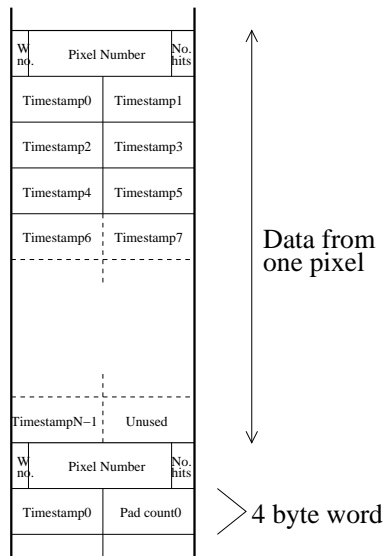 W no. Pixel Number No. hits
Timestamp0 Timestamp1
Timestamp2 Timestamp3
Timestamp4 Timestamp5
Timestamp6 Timestamp7
Data from
one pixel
TimestampN−1 Unused
W no. Pixel Number No. hits
Timestamp0 Pad count0
4 byte word